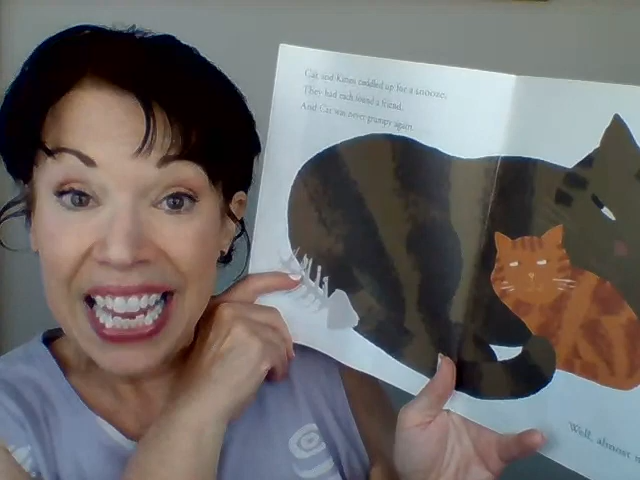 Cat and Kitten cuddled up for a snooze.
They had each found a friend.
And Cat was never grumpy again.
Well, almost